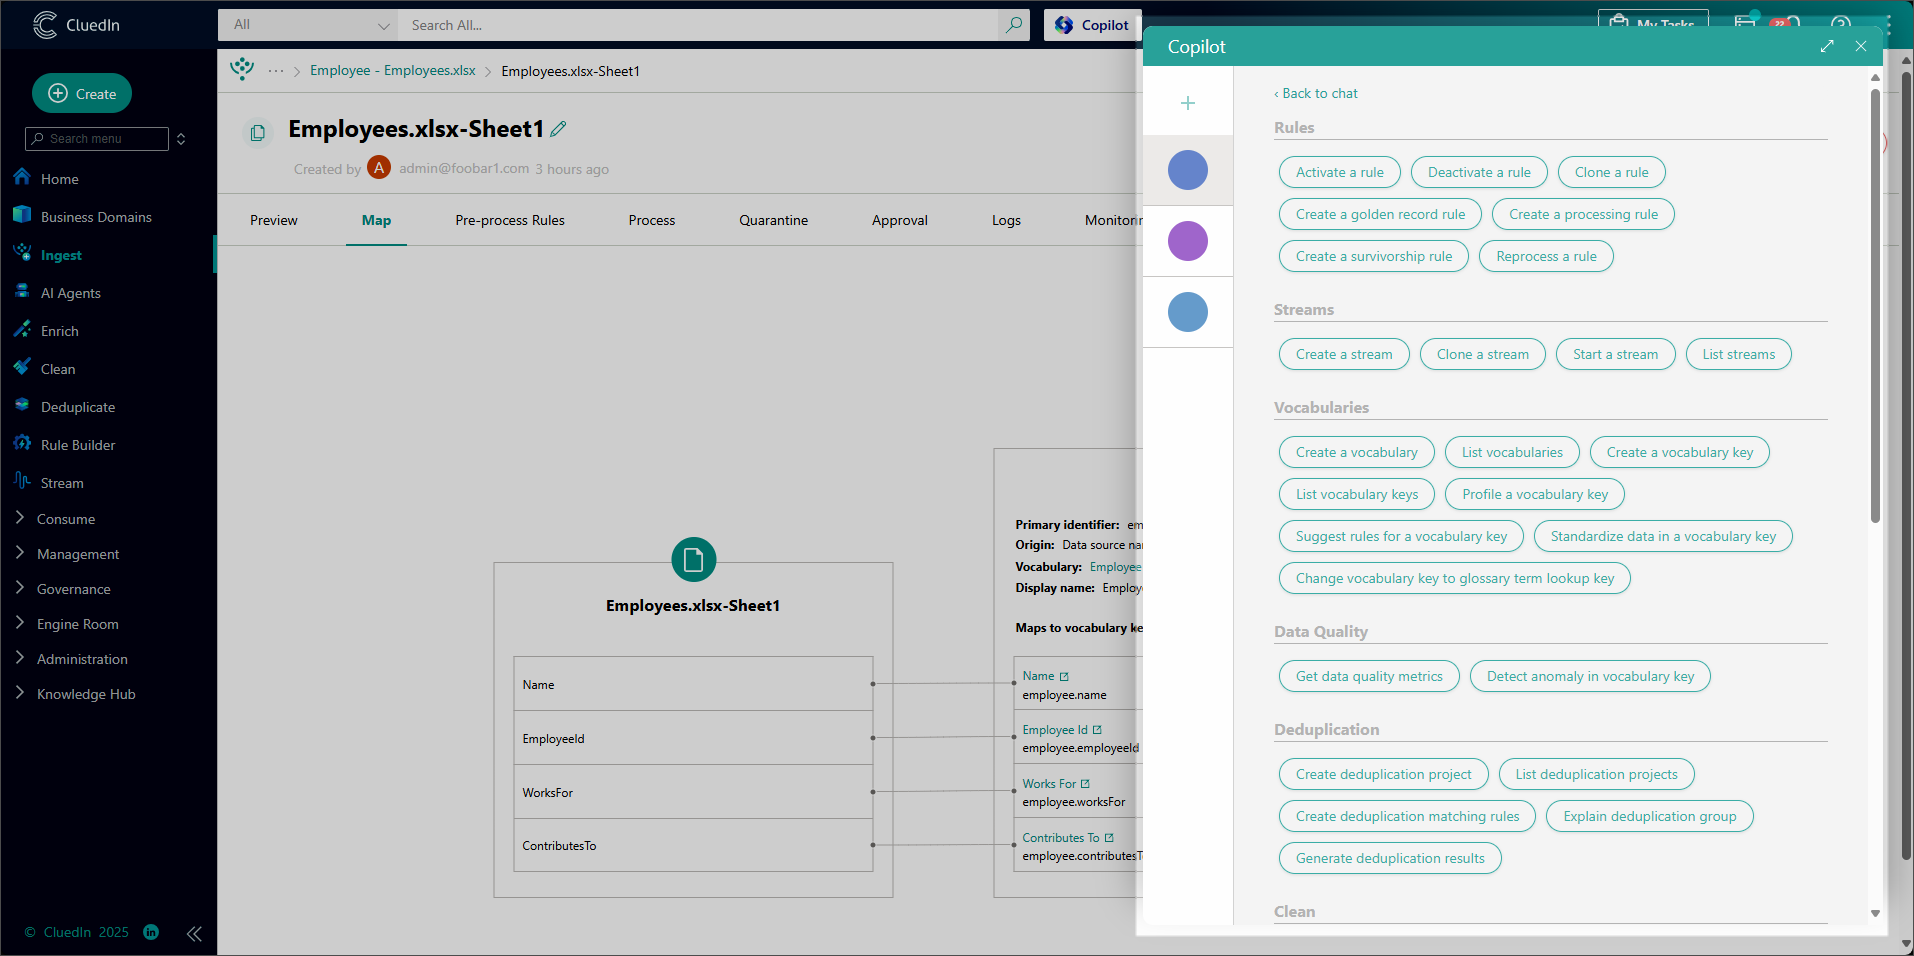 CluedIn
All
Search All...
Copilot
My Tasks
22
Create
Search menu
Home
Business Domains
Ingest
AI Agents
Enrich
Clean
Deduplicate
Rule Builder
Stream
Consume
Management
Governance
Engine Room
Administration
Knowledge Hub
© CluedIn 2025
in
··· > Employee - Employees.xlsx > Employees.xlsx-Sheet1
Employees.xlsx-Sheet1
Created by A admin@foobar1.com 3 hours ago
Preview
Map
Pre-process Rules
Process
Quarantine
Approval
Logs
Monitorin
Employees.xlsx-Sheet1
Name
EmployeeId
WorksFor
ContributesTo
Primary identifier: em
Origin: Data source na
Vocabulary: Employee
Display name: Employ
Maps to vocabulary ke
Name
employee.name
Employee Id
employee.employeeId
Works For
employee.worksFor
Contributes To
employee.contributesT
Copilot
‹ Back to chat
Rules
Activate a rule
Deactivate a rule
Clone a rule
Create a golden record rule
Create a processing rule
Create a survivorship rule
Reprocess a rule
Streams
Create a stream
Clone a stream
Start a stream
List streams
Vocabularies
Create a vocabulary
List vocabularies
Create a vocabulary key
List vocabulary keys
Profile a vocabulary key
Suggest rules for a vocabulary key
Standardize data in a vocabulary key
Change vocabulary key to glossary term lookup key
Data Quality
Get data quality metrics
Detect anomaly in vocabulary key
Deduplication
Create deduplication project
List deduplication projects
Create deduplication matching rules
Explain deduplication group
Generate deduplication results
Clean